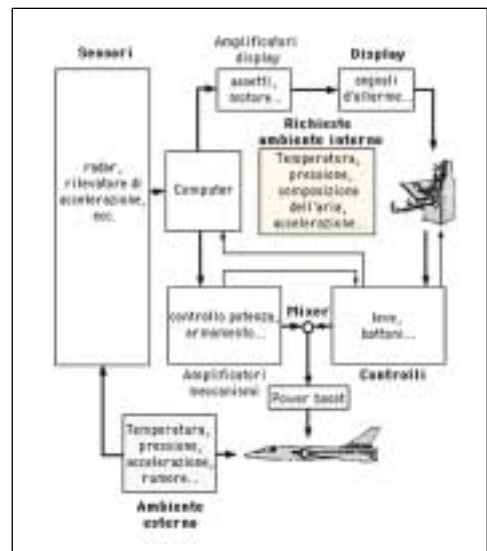 Sensori
radar,
rilevatore di
accelerazione,
ecc.
Amplificatori
display
assetti,
motore...
Display
segnali
d'allarme...
Richieste
ambiente interno
Temperatura,
pressione,
composizione
dell'aria,
accelerazione...
Computer
controllo potenza,
armamento...
Amplificatori
meccanismi
Mixer
leve,
bottoni...
Controlli
Power boost
Temperatura,
pressione,
accelerazione,
rumore...
Ambiente
esterno